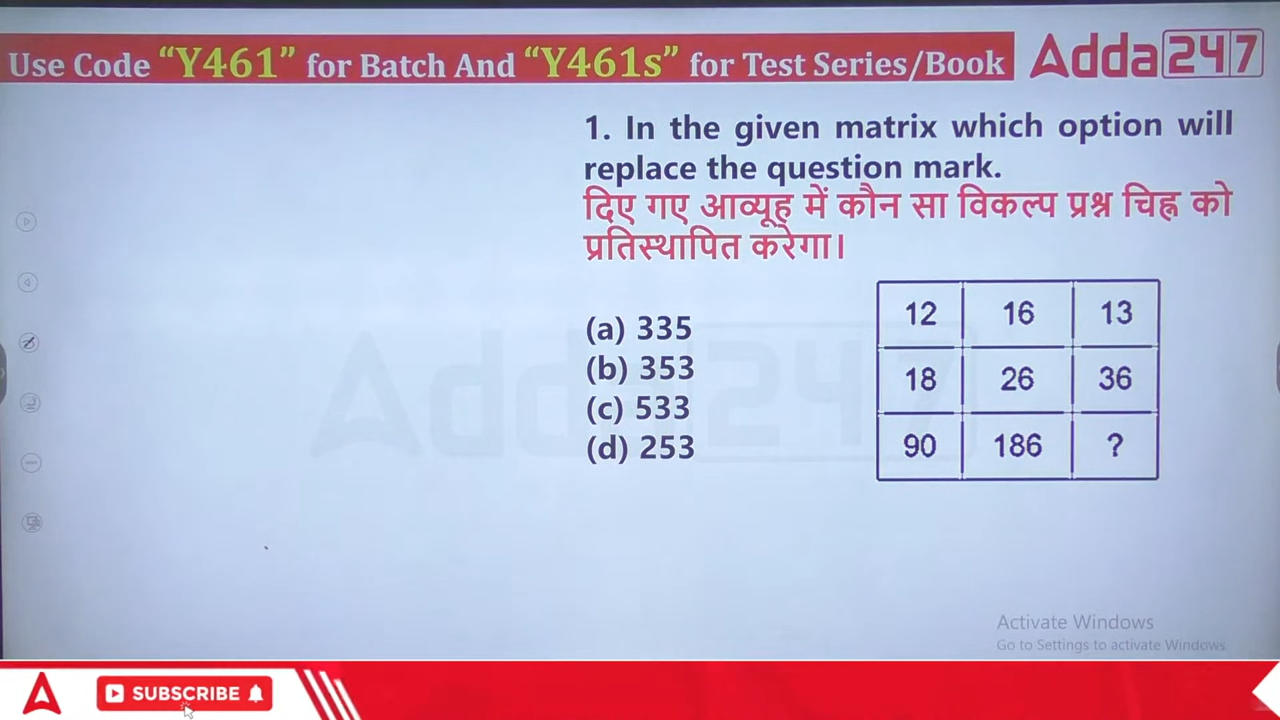 Use Code “Y461” for Batch And “Y461s” for Test Series/Book
Adda247
1. In the given matrix which option will
replace the question mark.
दिए गए आव्यूह में कौन सा विकल्प प्रश्न चिह्न को
प्रतिस्थापित करेगा।
(a) 335
(b) 353
(c) 533
(d) 253
12 16 13
18 26 36
90 186 ?
Adda247
Activate Windows
Go to Settings to activate Windows.
SUBSCRIBE